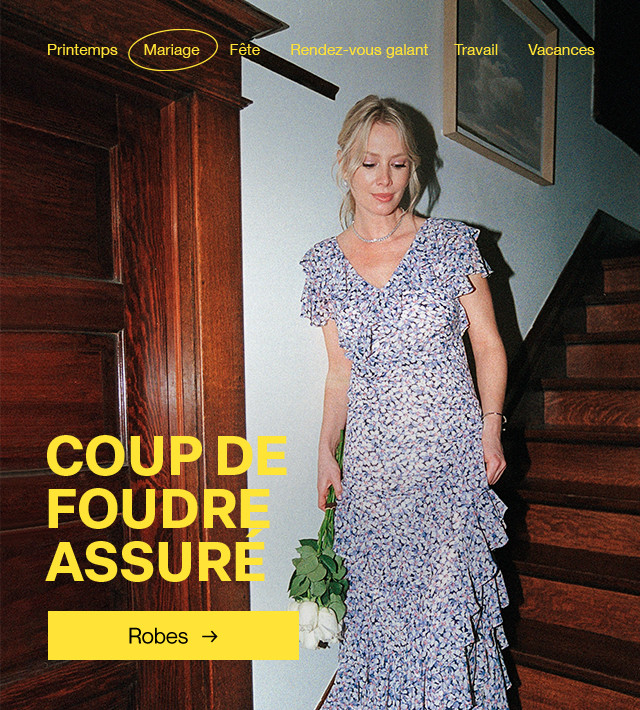 Printemps Mariage Fête Rendez-vous galant Travail Vacances
COUP DE
FOUDRE
ASSURÉ
Robes →